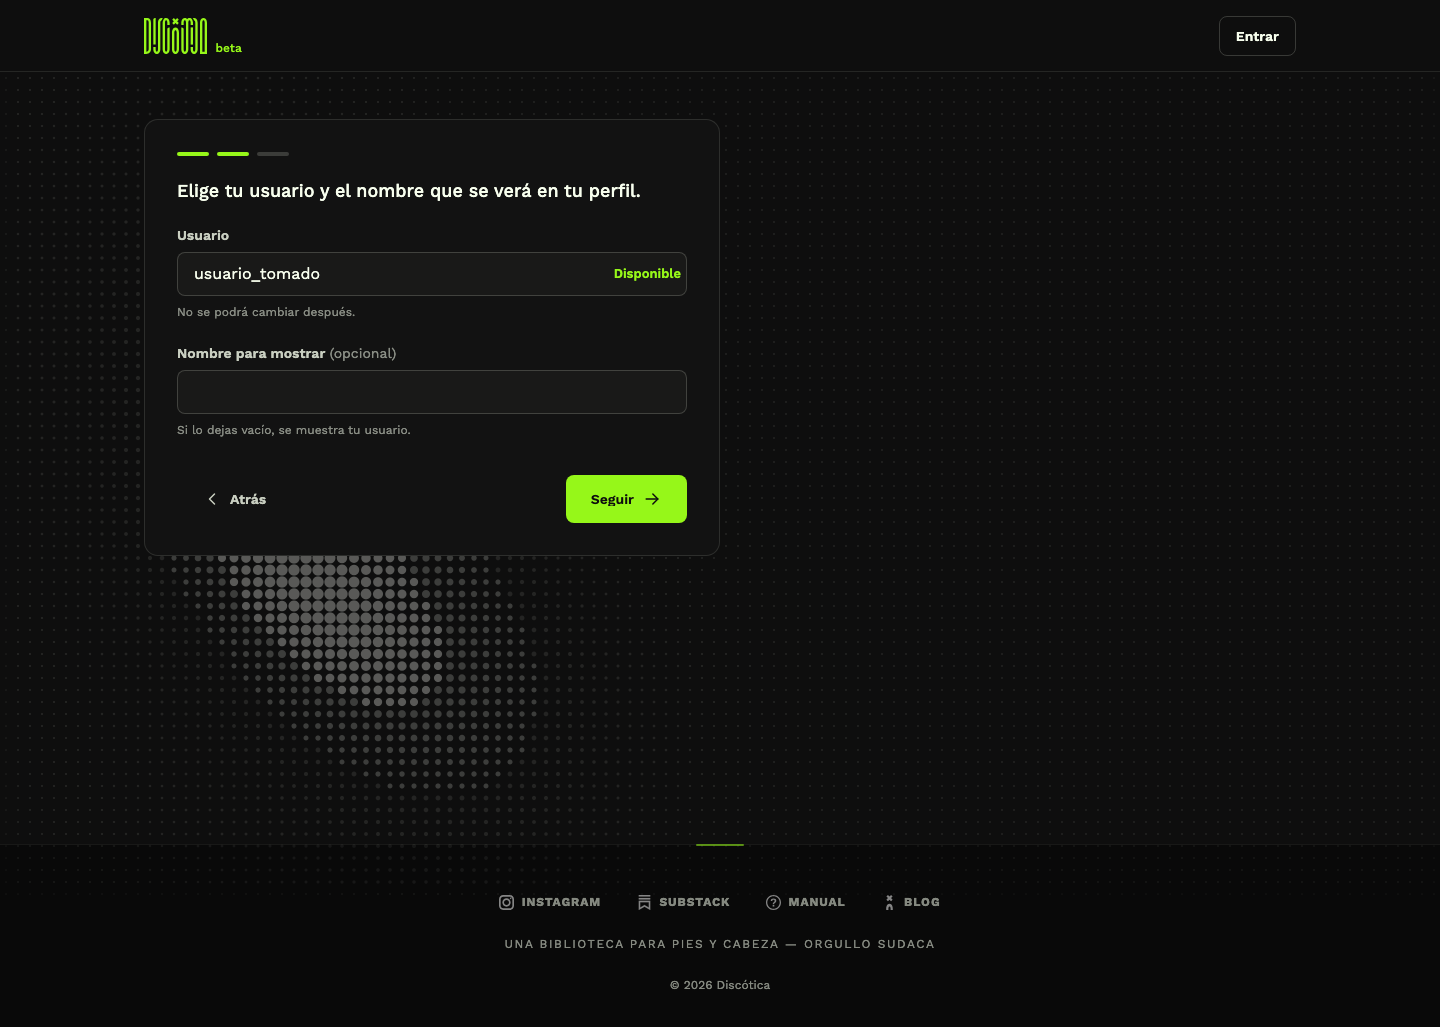 DISCÓTICA beta
Entrar
Elige tu usuario y el nombre que se verá en tu perfil.
Usuario
usuario_tomado Disponible
No se podrá cambiar después.
Nombre para mostrar (opcional)
Si lo dejas vacío, se muestra tu usuario.
Atrás
Seguir
INSTAGRAM SUBSTACK MANUAL BLOG
UNA BIBLIOTECA PARA PIES Y CABEZA — ORGULLO SUDACA
© 2026 Discótica